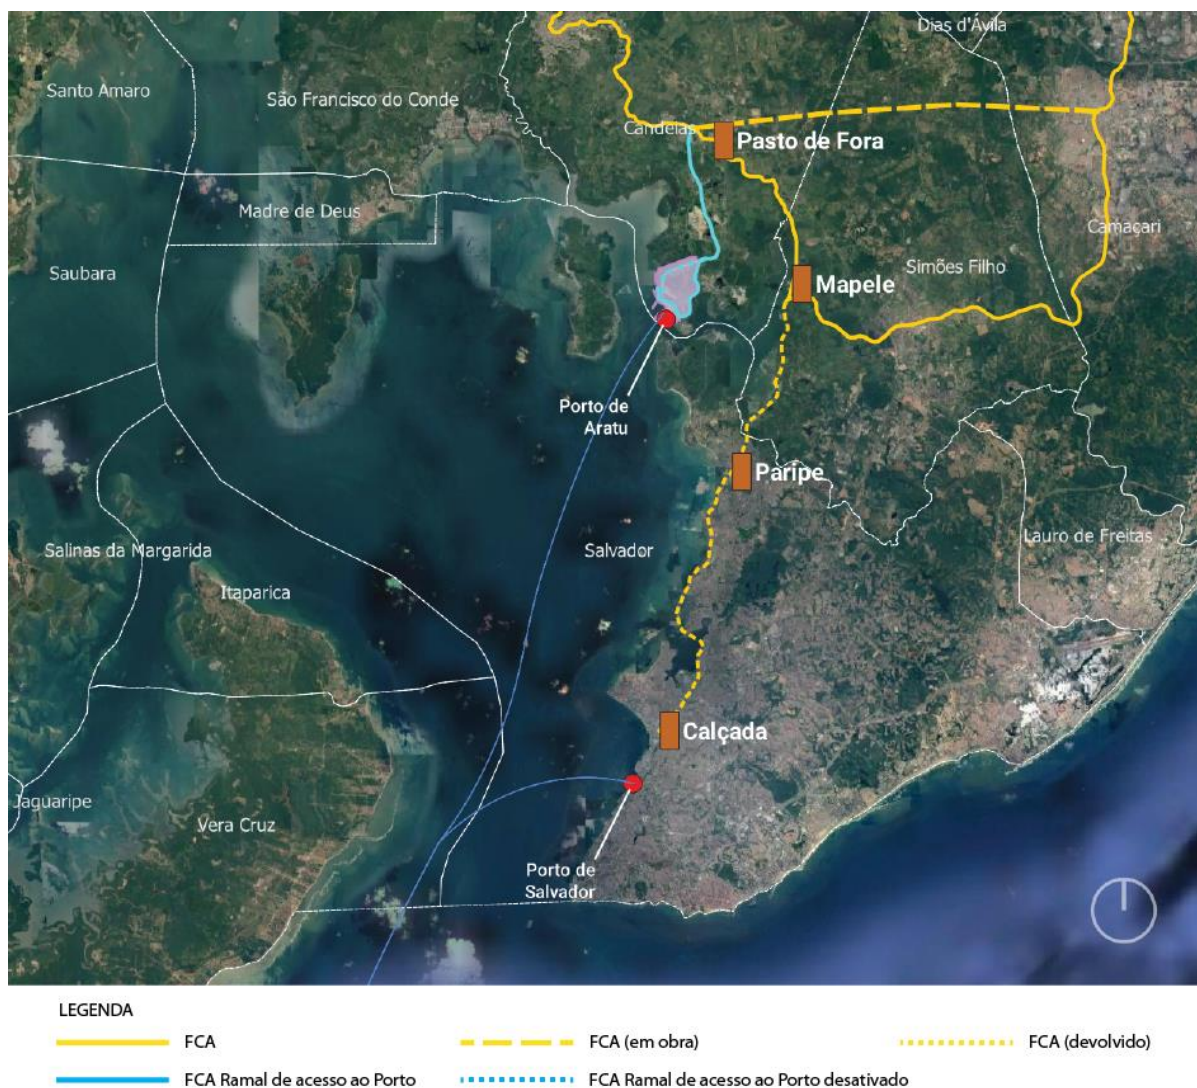 Dias d'Ávila
Santo Amaro
São Francisco do Conde
Candeias
Pasto de Fora
Madre de Deus
Camaçari
Saubara
Simões Filho
Mapele
Porto de
Aratu
Paripe
Salinas da Margarida
Salvador
Lauro de Freitas
Itaparica
Calçada
Jaguaripe
Vera Cruz
Porto de
Salvador
LEGENDA
FCA
FCA (em obra)
FCA (devolvido)
FCA Ramal de acesso ao Porto
FCA Ramal de acesso ao Porto desativado